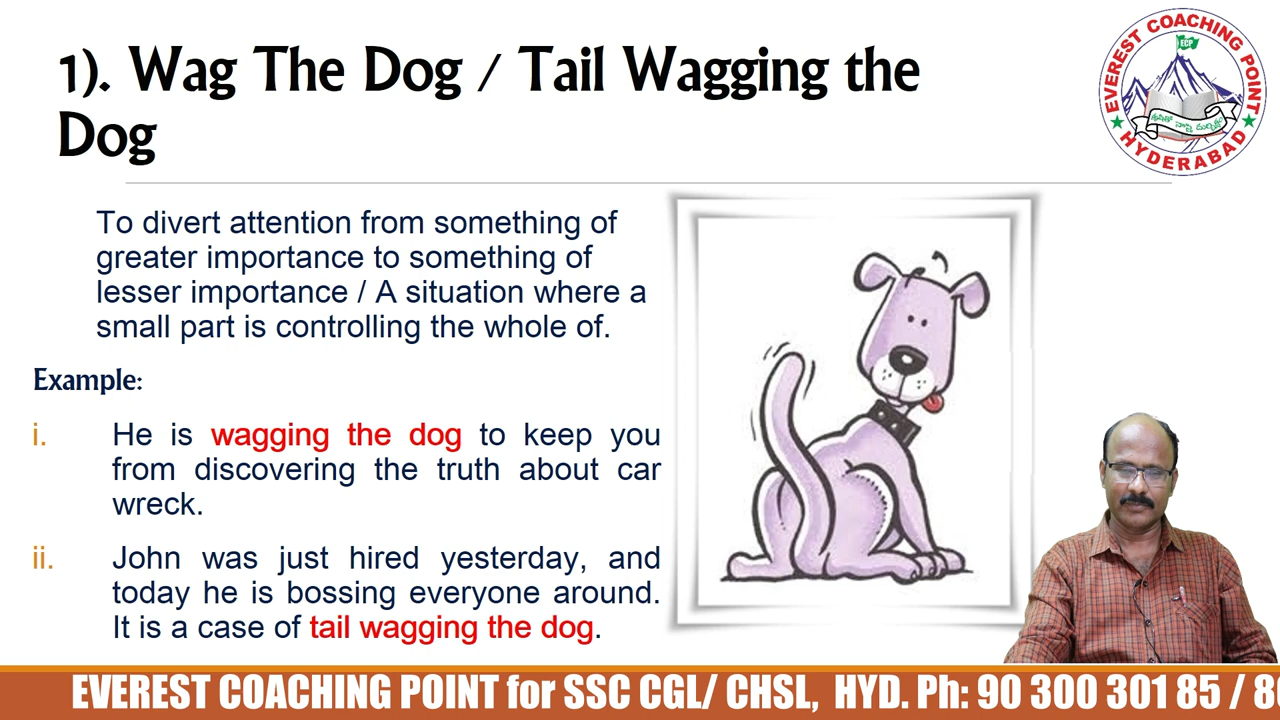 1). Wag The Dog / Tail Wagging the
Dog
EVEREST COACHING POINT
ECP
HYDERABAD
To divert attention from something of
greater importance to something of
lesser importance / A situation where a
small part is controlling the whole of.
Example:
i. He is wagging the dog to keep you
from discovering the truth about car
wreck.
ii. John was just hired yesterday, and
today he is bossing everyone around.
It is a case of tail wagging the dog.
EVEREST COACHING POINT for SSC CGL/ CHSL, HYD. Ph: 90 300 301 85 / 8